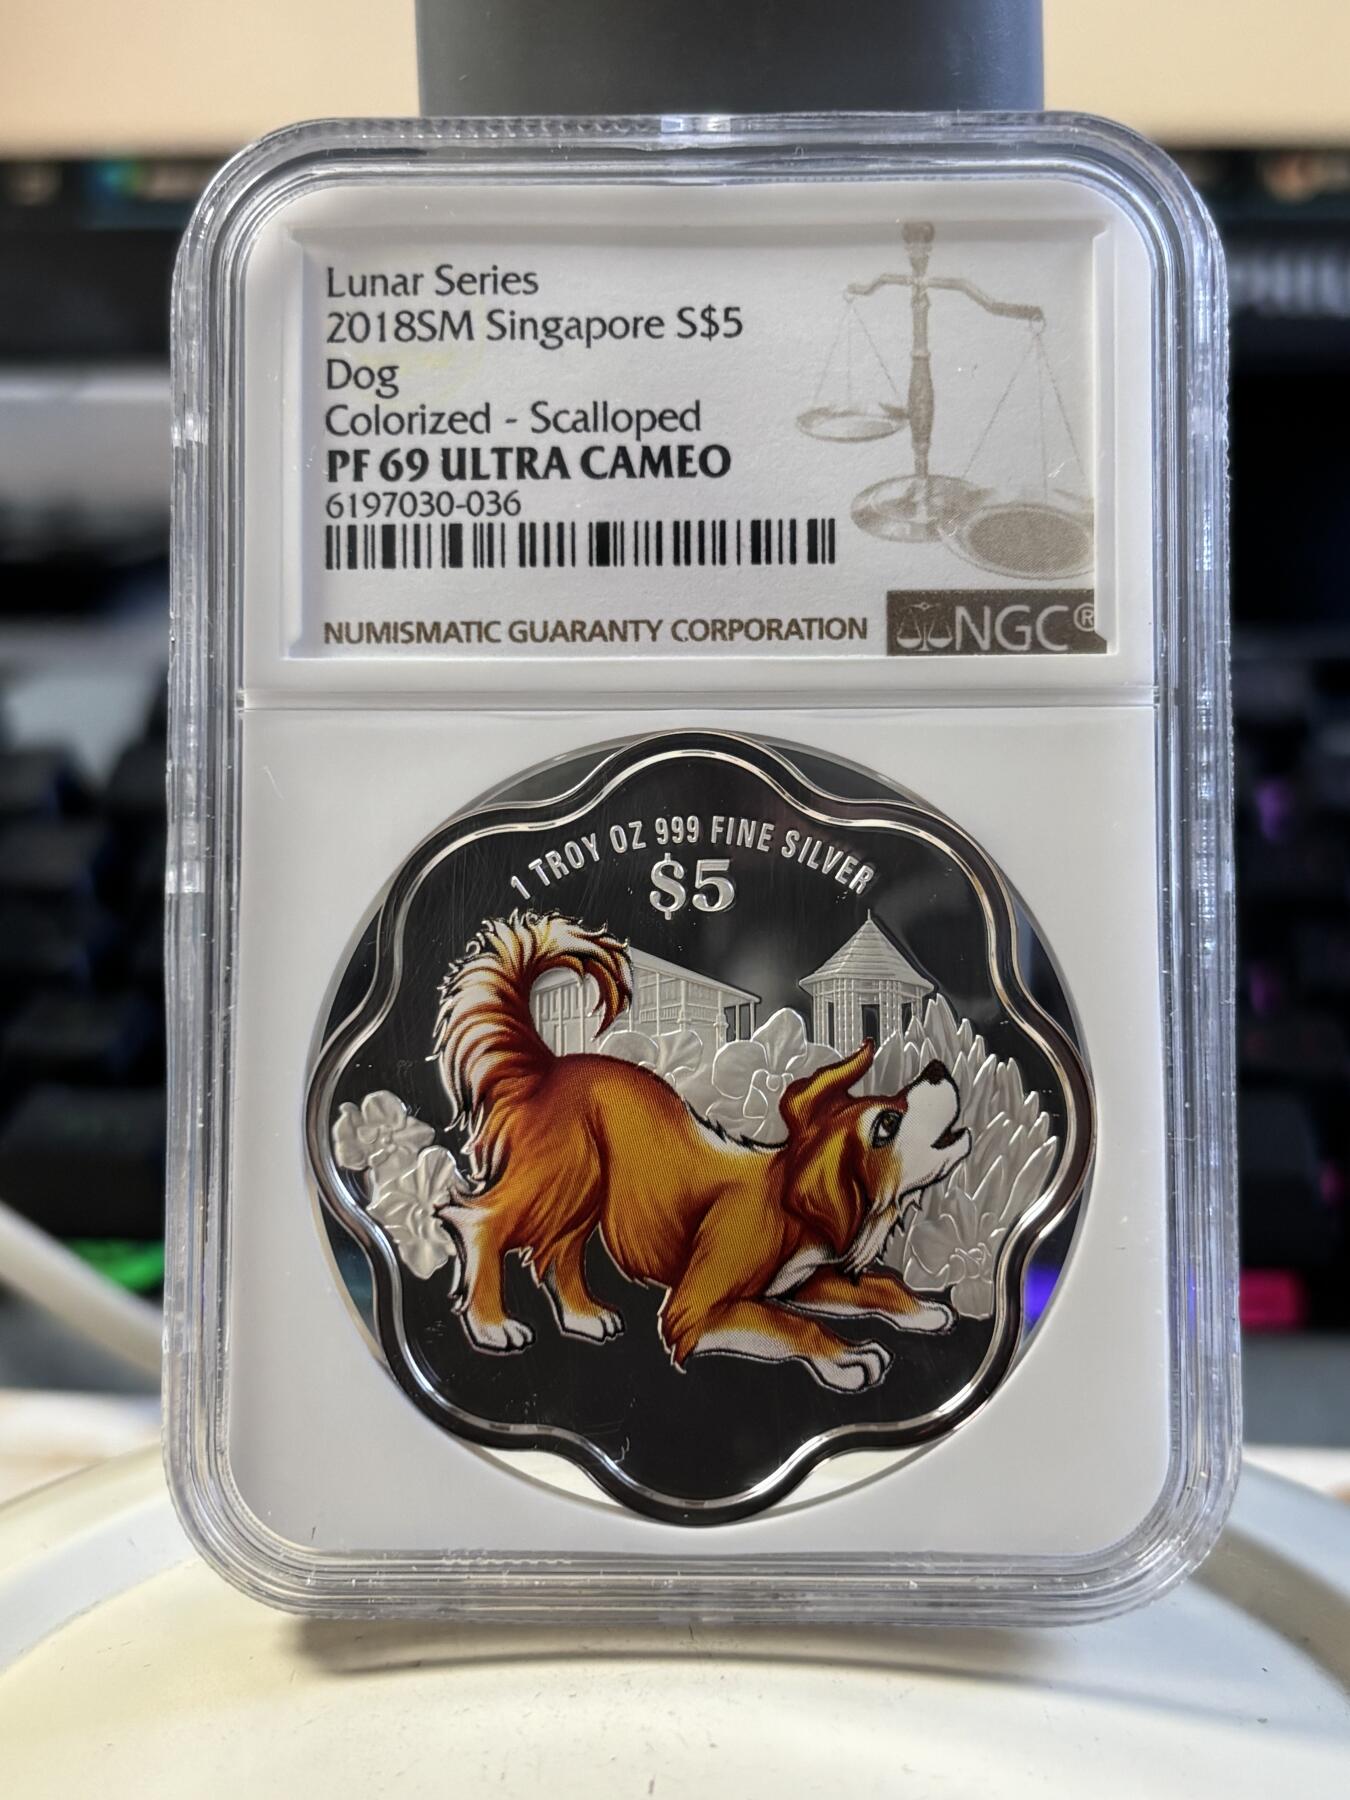 Lunar Series
2018SM Singapore S$5
Dog
Colorized - Scalloped
PF 69 ULTRA CAMEO
6197030-036
NUMISMATIC GUARANTY CORPORATION
NGC®
1 TROY OZ 999 FINE SILVER
$5